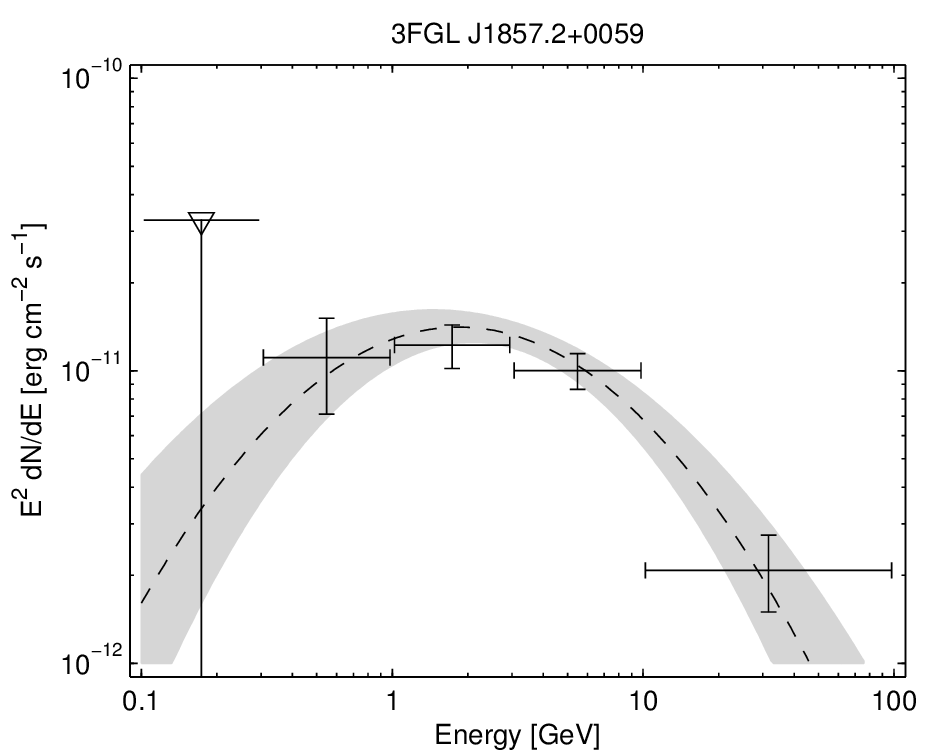 3FGL J1857.2+0059
10⁻¹⁰
10⁻¹¹
10⁻¹²
E² dN/dE [erg cm⁻² s⁻¹]
0.1 1 10 100
Energy [GeV]